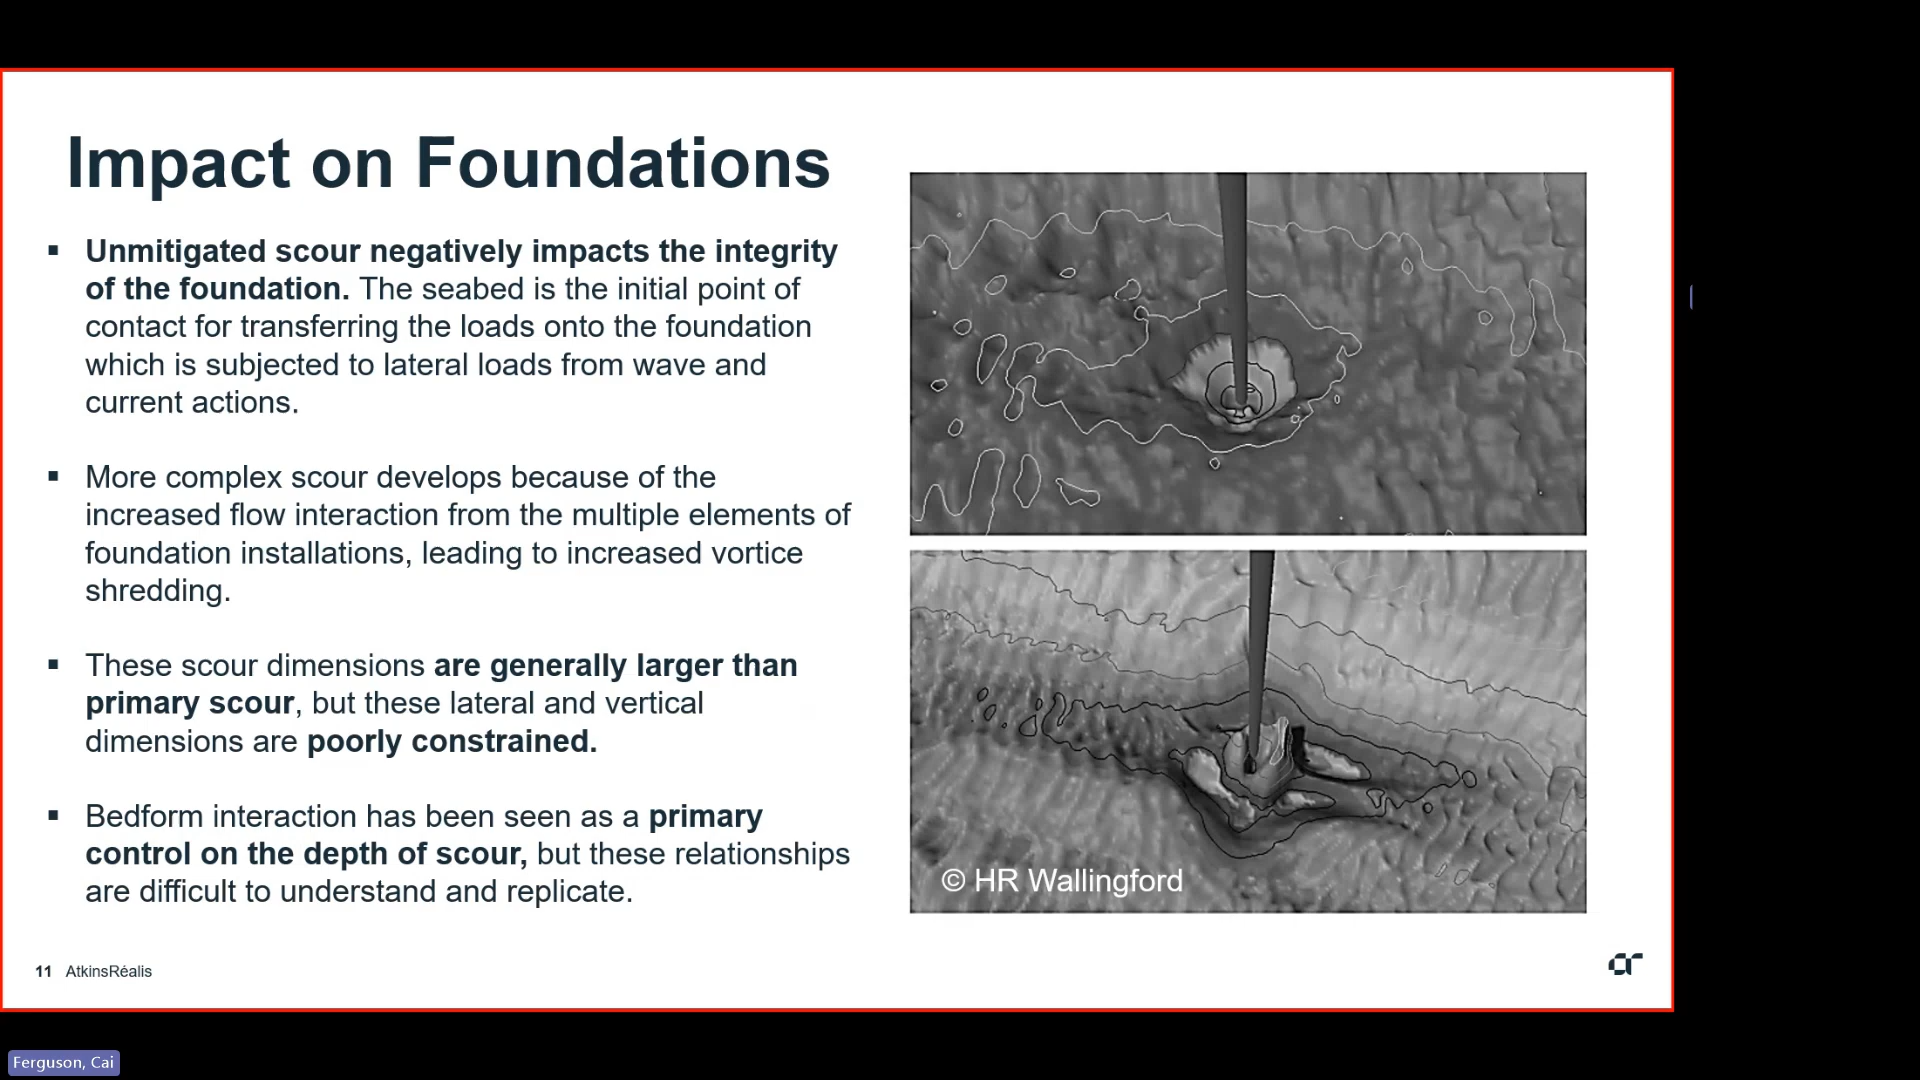 Impact on Foundations
▪ Unmitigated scour negatively impacts the integrity
of the foundation. The seabed is the initial point of
contact for transferring the loads onto the foundation
which is subjected to lateral loads from wave and
current actions.
▪ More complex scour develops because of the
increased flow interaction from the multiple elements of
foundation installations, leading to increased vortice
shredding.
▪ These scour dimensions are generally larger than
primary scour, but these lateral and vertical
dimensions are poorly constrained.
▪ Bedform interaction has been seen as a primary
control on the depth of scour, but these relationships
are difficult to understand and replicate.
© HR Wallingford
11 AtkinsRéalis
Ferguson, Cai